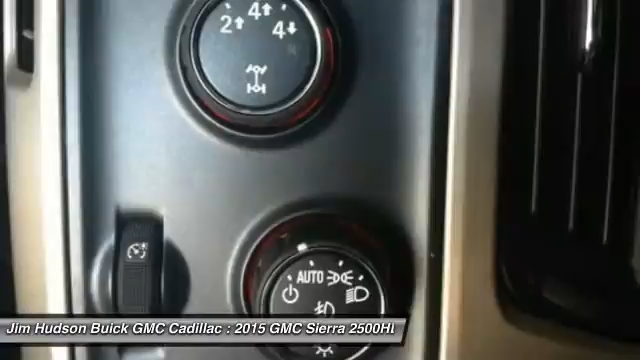 2↑ 4↑ 4↓
AUTO
Jim Hudson Buick GMC Cadillac : 2015 GMC Sierra 2500HD